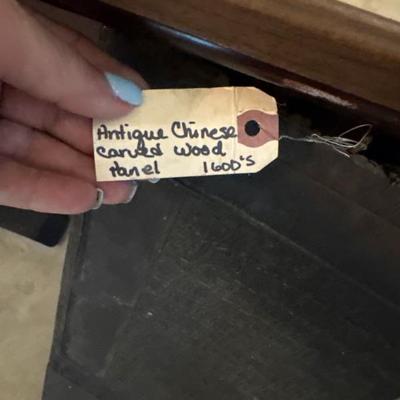 Antique Chinese
Carved Wood
Panel 1600's